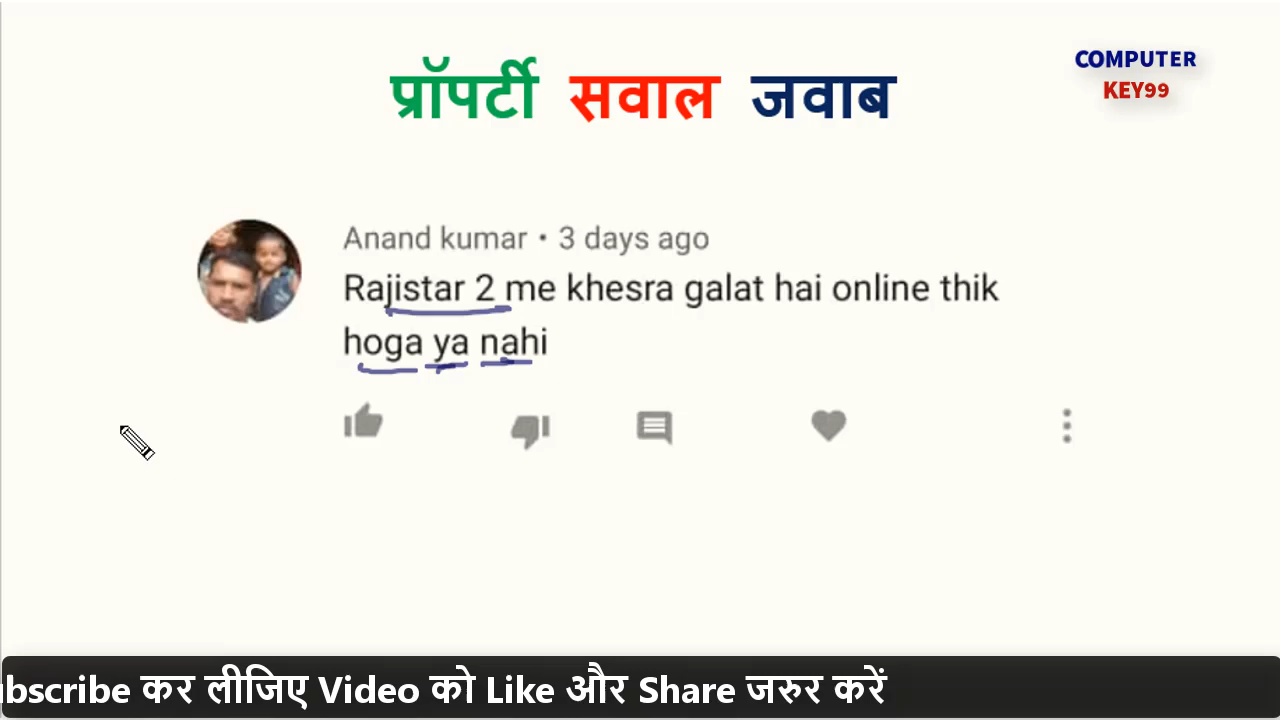 प्रॉपर्टी सवाल जवाब
COMPUTER
KEY99
Anand kumar • 3 days ago
Rajistar 2 me khesra galat hai online thik
hoga ya nahi
ubscribe कर लीजिए Video को Like और Share जरुर करें